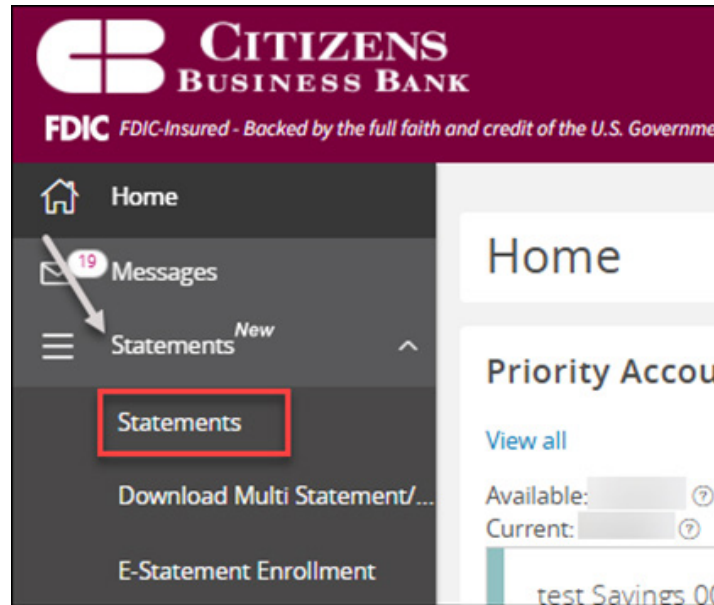 CITIZENS
BUSINESS BANK
FDIC FDIC-Insured - Backed by the full faith and credit of the U.S. Governme
Home
19 Messages
Statements New
Statements
Download Multi Statement/...
E-Statement Enrollment
Home
Priority Accou
View all
Available:
Current:
test Savings 00